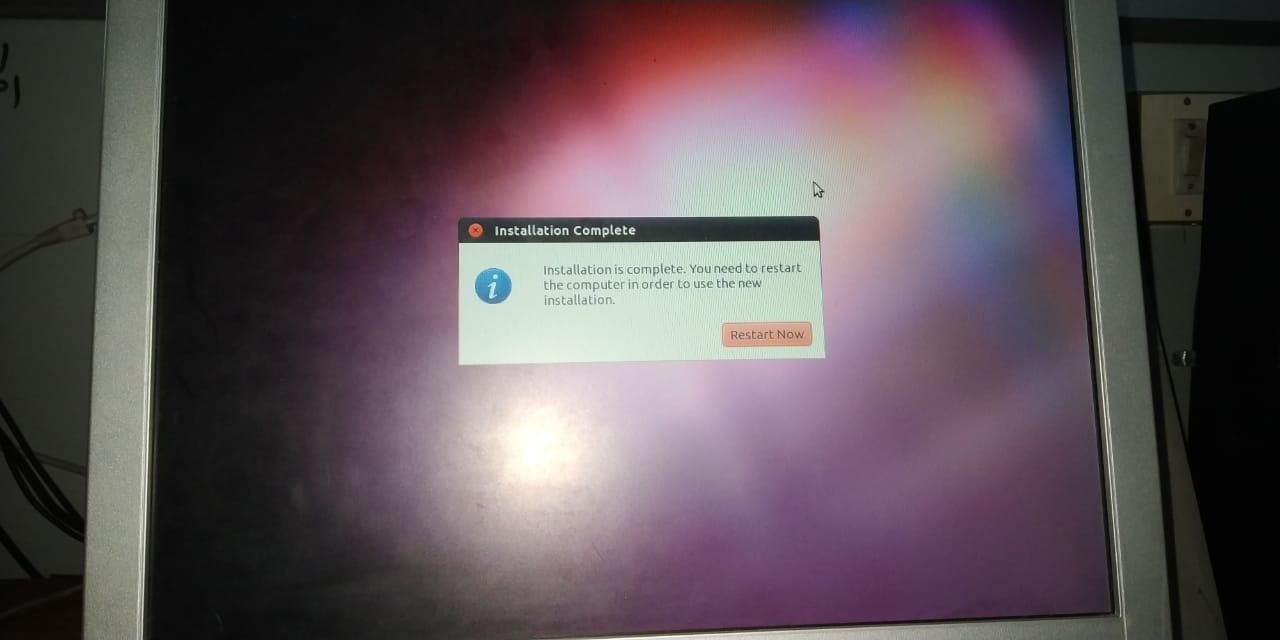 Installation Complete
Installation is complete. You need to restart
the computer in order to use the new
installation.
Restart Now